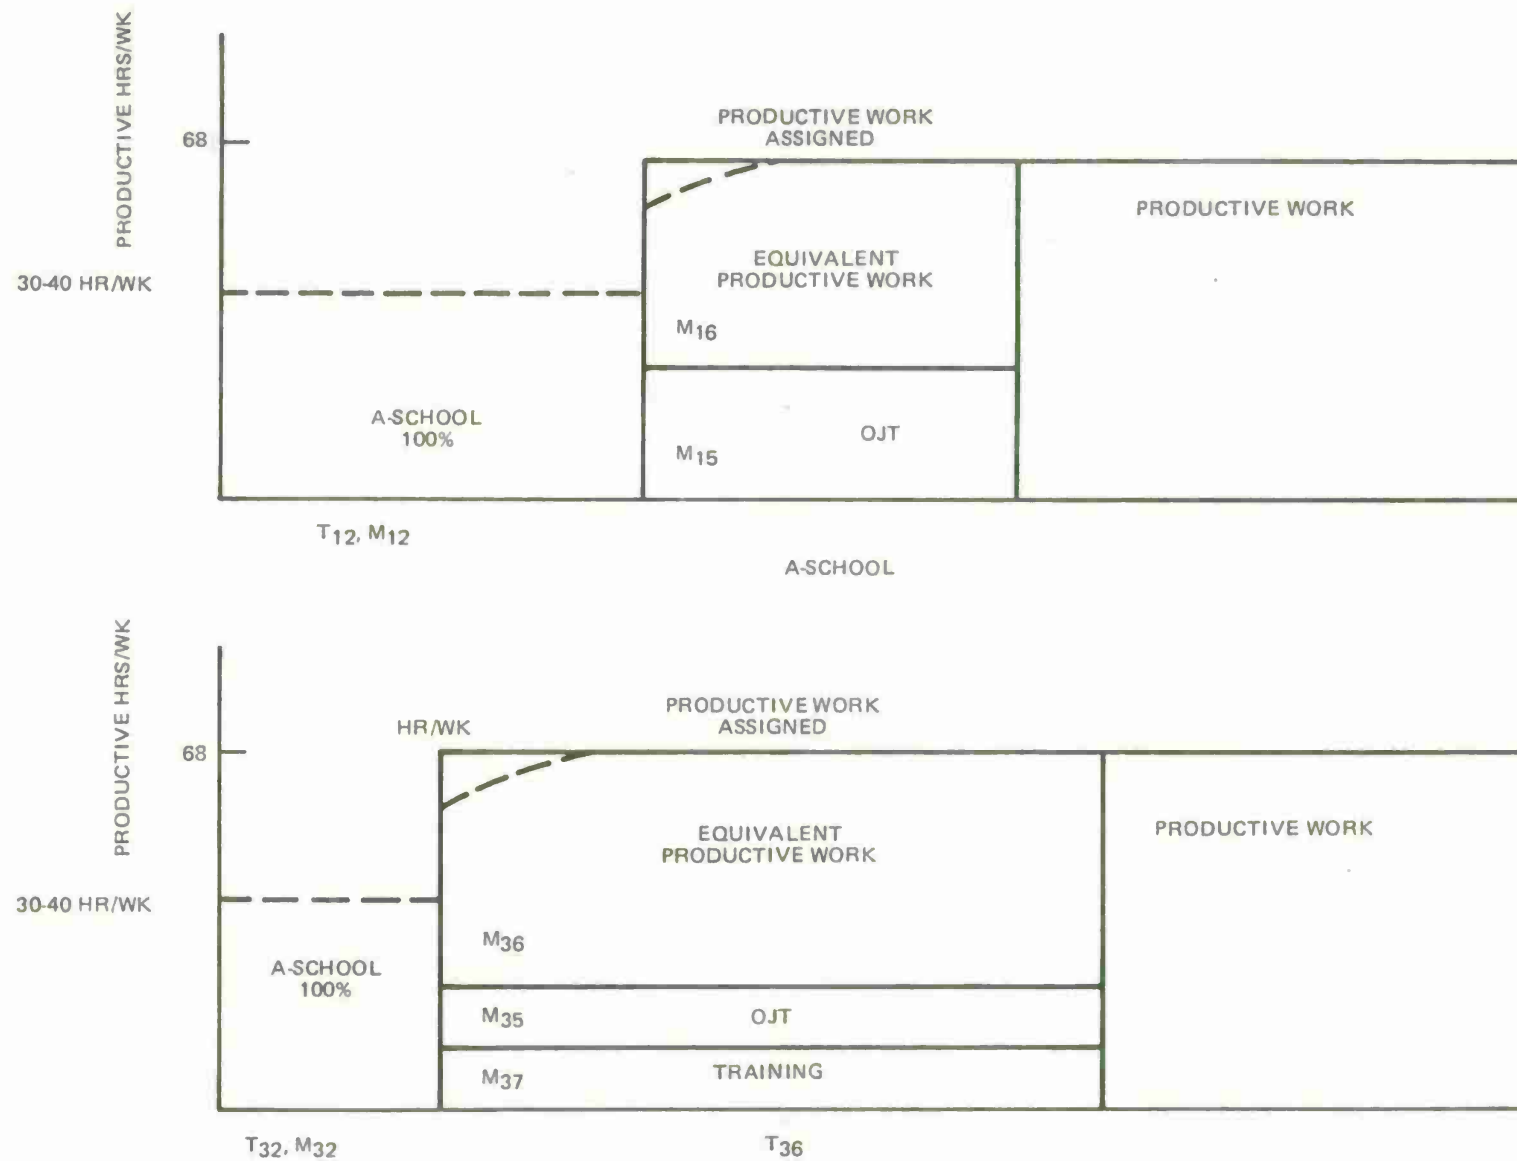 PRODUCTIVE HRS/WK
68
PRODUCTIVE WORK
ASSIGNED
PRODUCTIVE WORK
30-40 HR/WK
EQUIVALENT
PRODUCTIVE WORK
M16
A-SCHOOL
100%
OJT
M15
T12, M12
A-SCHOOL
PRODUCTIVE HRS/WK
68
HR/WK
PRODUCTIVE WORK
ASSIGNED
EQUIVALENT
PRODUCTIVE WORK
PRODUCTIVE WORK
30-40 HR/WK
M36
A-SCHOOL
100%
M35
OJT
M37
TRAINING
T32, M32
T36